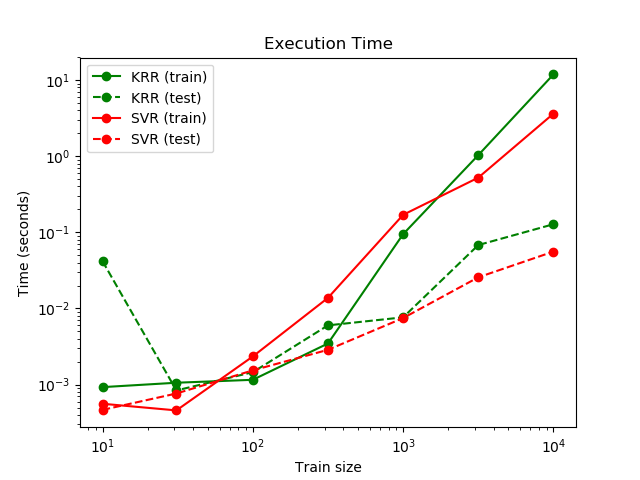 Execution Time
KRR (train)
KRR (test)
SVR (train)
SVR (test)
10¹
10⁰
10⁻¹
10⁻²
10⁻³
Time (seconds)
10¹ 10² 10³ 10⁴
Train size